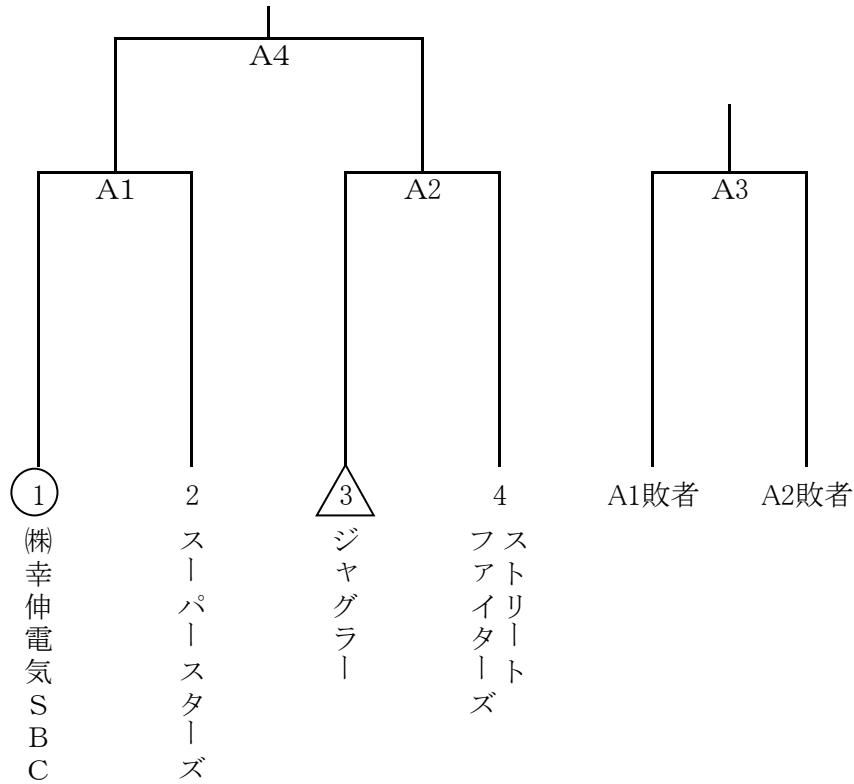 A4
A1
A2
A3
1
2
3
4
A1敗者
A2敗者
㈱幸伸電気SBC
スーパースターズ
ジャグラー
ストリート
ファイターズ